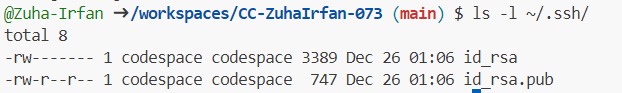 @Zuha-Irfan ➜/workspaces/CC-ZuhaIrfan-073 (main) $ ls -l ~/.ssh/
total 8
-rw------- 1 codespace codespace 3389 Dec 26 01:06 id_rsa
-rw-r--r-- 1 codespace codespace  747 Dec 26 01:06 id_rsa.pub